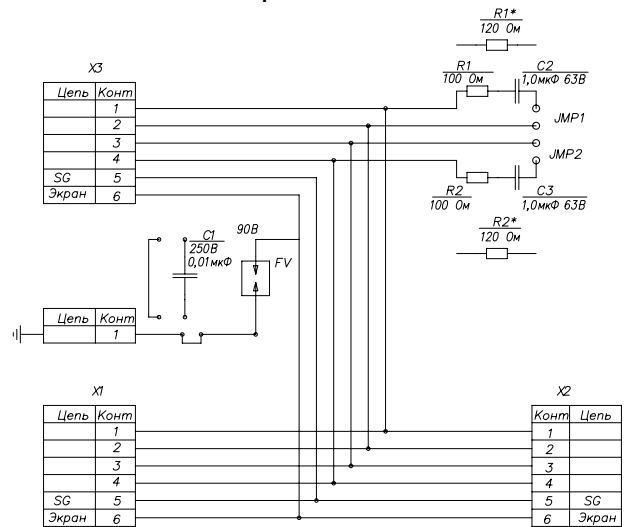 R1*
120 Ом
R1
100 Ом
C2
1,0мкФ 63В
JMP1
JMP2
R2
100 Ом
C3
1,0мкФ 63В
R2*
120 Ом
X3
Цепь Конт
1
2
3
4
SG 5
Экран 6
C1
250В
0,01мкФ
90В
FV
Цепь Конт
1
X1
Цепь Конт
1
2
3
4
SG 5
Экран 6
X2
Конт Цепь
1
2
3
4
5 SG
6 Экран